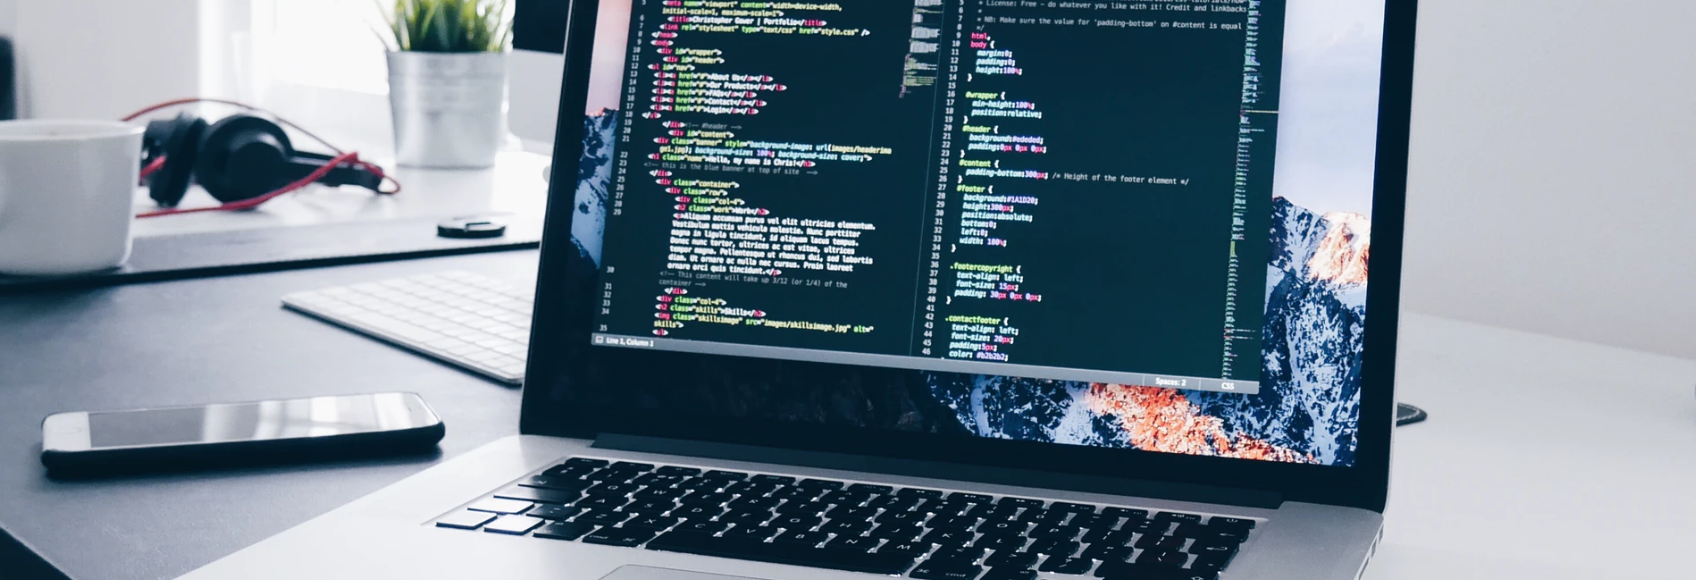 <meta name="viewport" content="width=device-width,
initial-scale=1, maximum-scale=1">
<title>Christopher Gower | Portfolio</title>
<link rel="stylesheet" type="text/css" href="style.css" />
</head>
<body>
<div id="wrapper">
<div id="header">
<ul id="nav">
<li><a href="#">About Us</a></li>
<li><a href="#">Our Products</a></li>
<li><a href="#">FAQs</a></li>
<li><a href="#">Contact</a></li>
<li><a href="#">Login</a></li>
</ul>
</div><!-- #header -->
<div id="content">
<div class="banner" style="background-image: url(images/headerima
ge1.jpg); background-size: 100%; background-size: cover;">
<h1 class="name">Hello, my name is Chris!</h1>
<!-- this is the blue banner at top of site -->
</div>
<div class="container">
<div class="row">
<div class="col-4">
<h2 class="work">Work</h2>
<p>Aliquam accumsan purus vel elit ultricies elementum.
Vestibulum mattis vehicula molestie. Nunc porttitor
magna in ligula tincidunt, id aliquam lacus tempus.
Donec nunc tortor, ultrices ac est vitae, ultrices
tempor magna. Pellentesque ut rhoncus dui, sed lobortis
diam. Ut ornare ac nulla nec cursus. Proin laoreet
ornare orci quis tincidunt.</p>
<!-- This content will take up 3/12 (or 1/4) of the
container -->
</div>
<div class="col-4">
<h2 class="skills">Skills</h2>
<img class="skillsimage" src="images/skillsimage.jpg" alt="
skills">
<ul>
Line 1, Column 1
* License: Free - do whatever you like with it! Credit and linkbacks
* NB: Make sure the value for 'padding-bottom' on #content is equal
*/
html,
body {
margin:0;
padding:0;
height:100%;
}
#wrapper {
min-height:100%;
position:relative;
}
#header {
background:#ededed;
padding:0px 0px 0px;
}
#content {
padding-bottom:300px; /* Height of the footer element */
}
#footer {
background:#1A1D20;
height:300px;
position:absolute;
bottom:0;
left:0;
width: 100%;
}
.footercopyright {
text-align: left;
font-size: 15px;
padding: 30px 0px 0px;
}
.contactfooter {
text-align: left;
font-size: 20px;
padding:5px;
color: #b2b2b2;
Spaces: 2 CSS